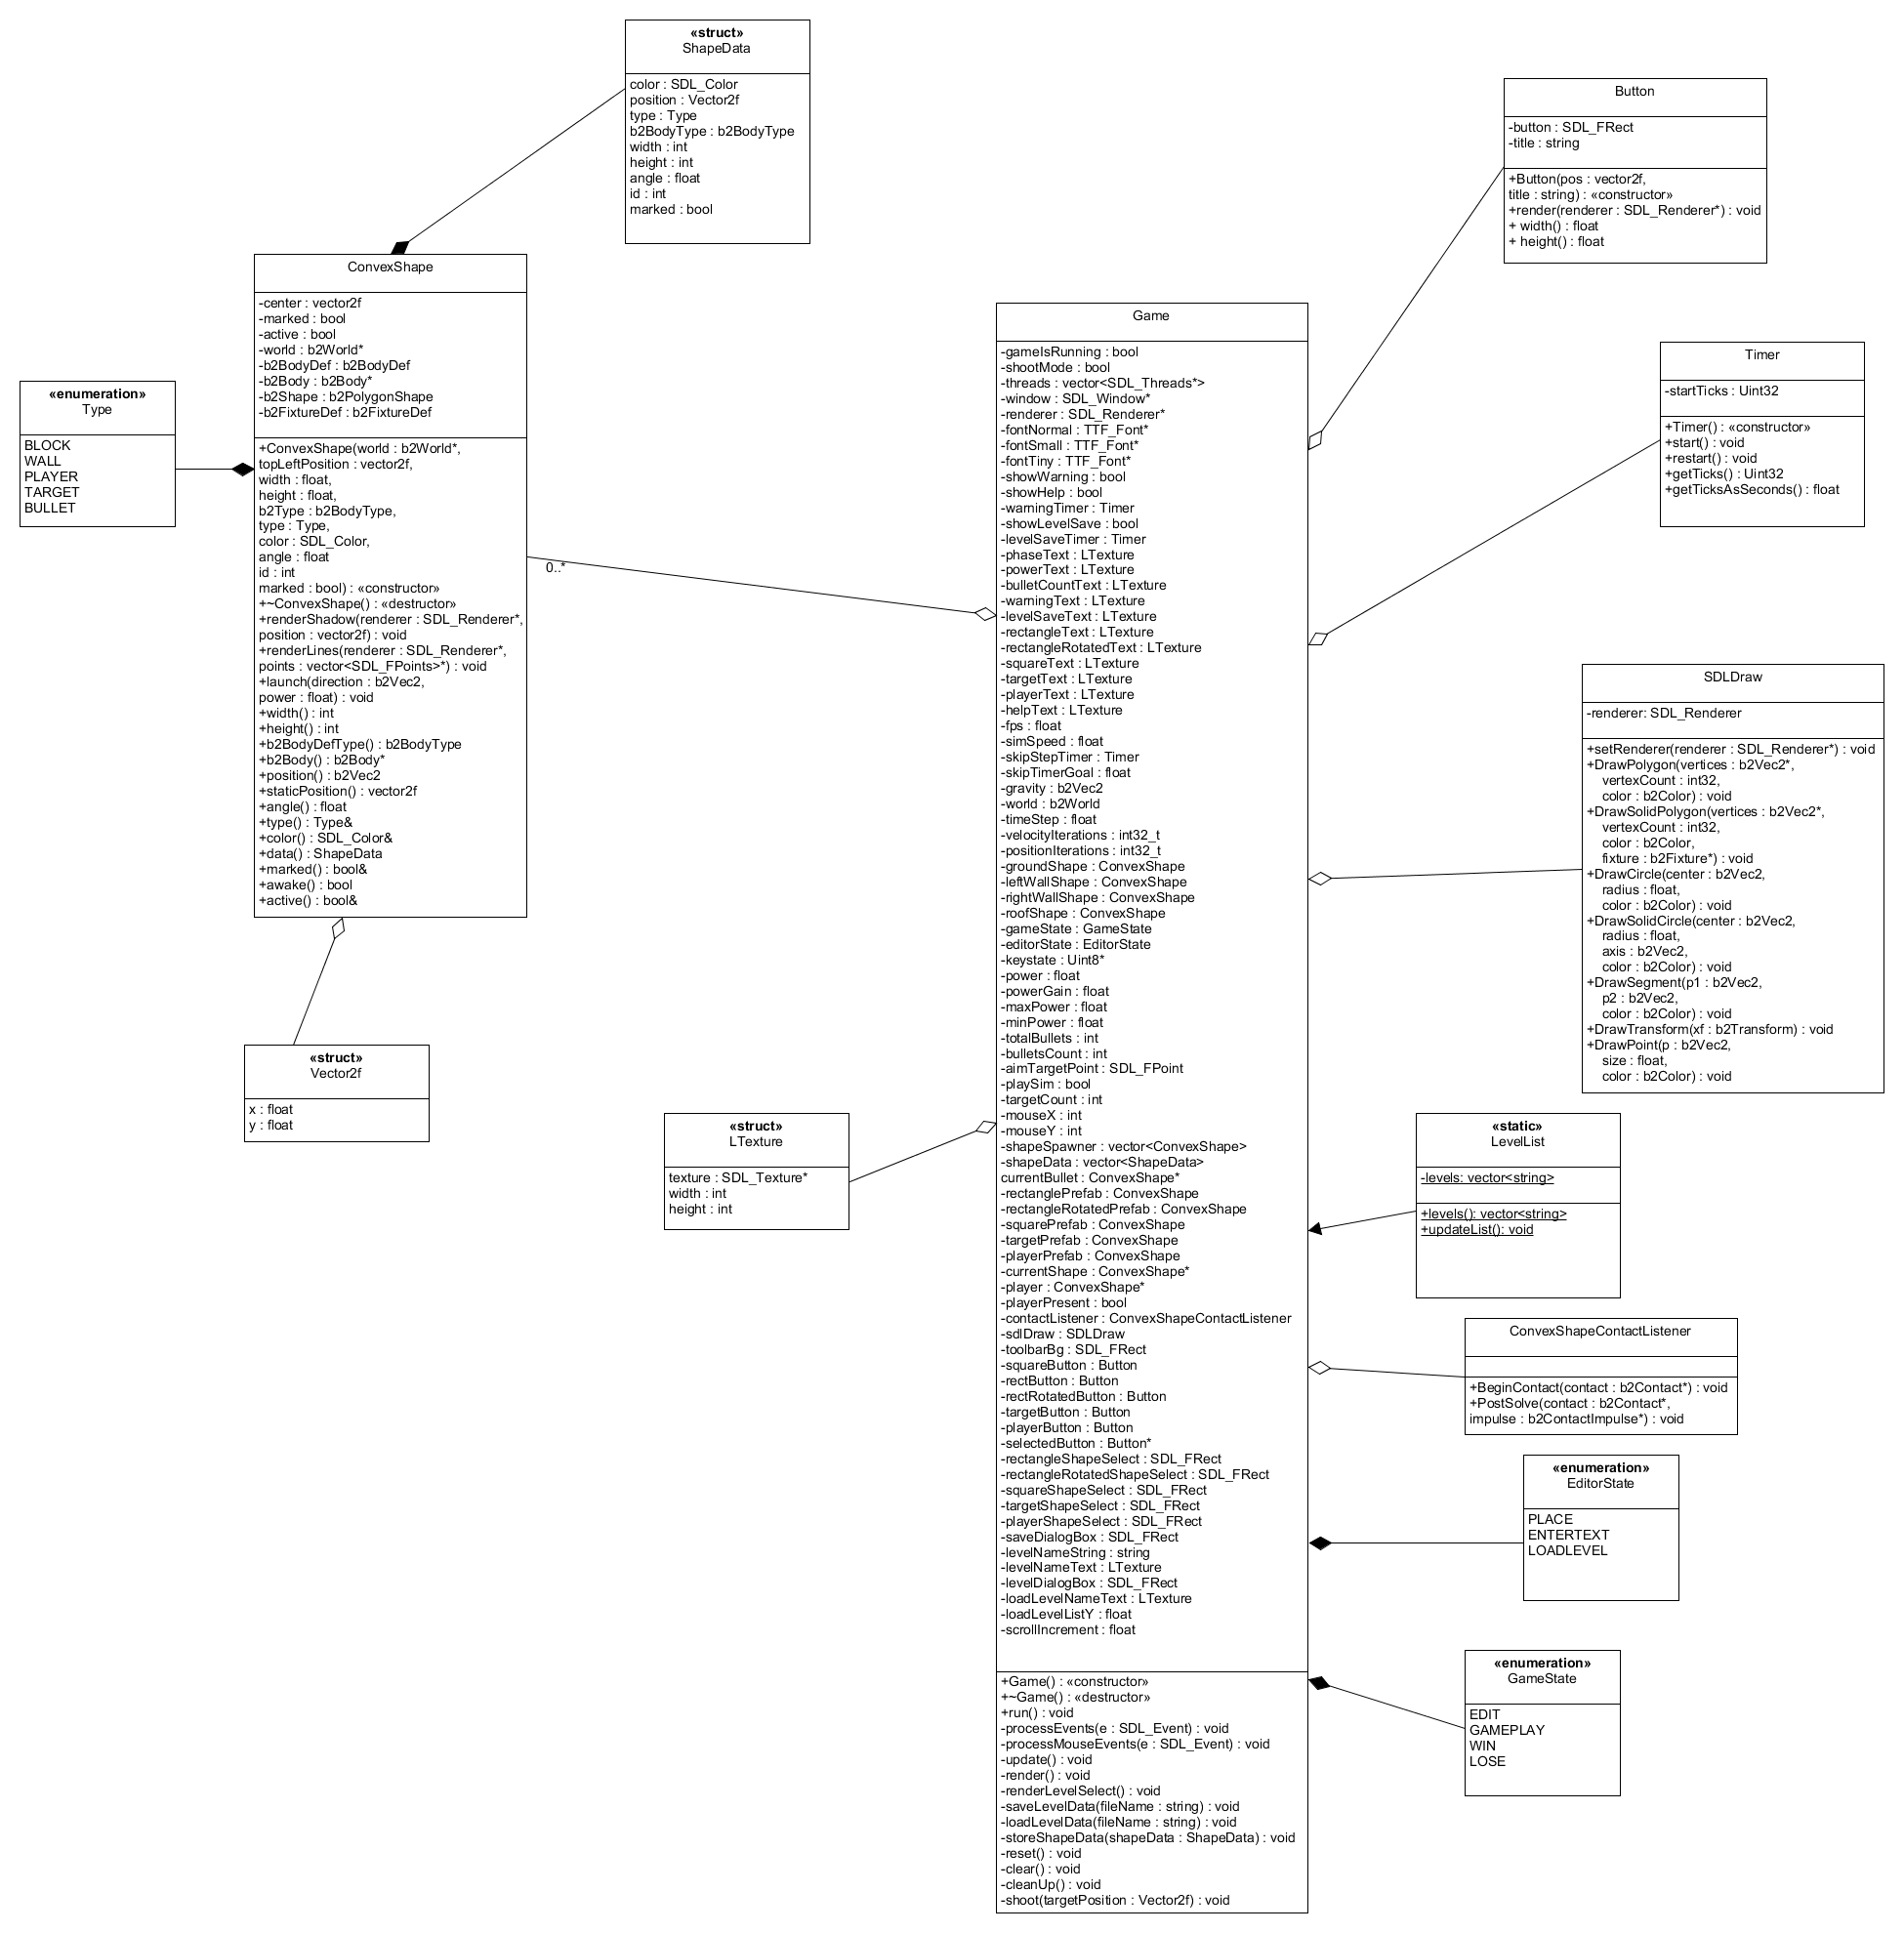 «struct»
ShapeData
color : SDL_Color
position : Vector2f
type : Type
b2BodyType : b2BodyType
width : int
height : int
angle : float
id : int
marked : bool
Button
-button : SDL_FRect
-title : string
+Button(pos : vector2f,
title : string) : «constructor»
+render(renderer : SDL_Renderer*) : void
+ width() : float
+ height() : float
ConvexShape
-center : vector2f
-marked : bool
-active : bool
-world : b2World*
-b2BodyDef : b2BodyDef
-b2Body : b2Body*
-b2Shape : b2PolygonShape
-b2FixtureDef : b2FixtureDef
+ConvexShape(world : b2World*,
topLeftPosition : vector2f,
width : float,
height : float,
b2Type : b2BodyType,
type : Type,
color : SDL_Color,
angle : float
id : int
marked : bool) : «constructor»
+~ConvexShape() : «destructor»
+renderShadow(renderer : SDL_Renderer*,
position : vector2f) : void
+renderLines(renderer : SDL_Renderer*,
points : vector<SDL_FPoints>*) : void
+launch(direction : b2Vec2,
power : float) : void
+width() : int
+height() : int
+b2BodyDefType() : b2BodyType
+b2Body() : b2Body*
+position() : b2Vec2
+staticPosition() : vector2f
+angle() : float
+type() : Type&
+color() : SDL_Color&
+data() : ShapeData
+marked() : bool&
+awake() : bool
+active() : bool&
«enumeration»
Type
BLOCK
WALL
PLAYER
TARGET
BULLET
0..*
«struct»
Vector2f
x : float
y : float
«struct»
LTexture
texture : SDL_Texture*
width : int
height : int
Game
-gameIsRunning : bool
-shootMode : bool
-threads : vector<SDL_Threads*>
-window : SDL_Window*
-renderer : SDL_Renderer*
-fontNormal : TTF_Font*
-fontSmall : TTF_Font*
-fontTiny : TTF_Font*
-showWarning : bool
-showHelp : bool
-warningTimer : Timer
-showLevelSave : bool
-levelSaveTimer : Timer
-phaseText : LTexture
-powerText : LTexture
-bulletCountText : LTexture
-warningText : LTexture
-levelSaveText : LTexture
-rectangleText : LTexture
-rectangleRotatedText : LTexture
-squareText : LTexture
-targetText : LTexture
-playerText : LTexture
-helpText : LTexture
-fps : float
-simSpeed : float
-skipStepTimer : Timer
-skipTimerGoal : float
-gravity : b2Vec2
-world : b2World
-timeStep : float
-velocityIterations : int32_t
-positionIterations : int32_t
-groundShape : ConvexShape
-leftWallShape : ConvexShape
-rightWallShape : ConvexShape
-roofShape : ConvexShape
-gameState : GameState
-editorState : EditorState
-keystate : Uint8*
-power : float
-powerGain : float
-maxPower : float
-minPower : float
-totalBullets : int
-bulletsCount : int
-aimTargetPoint : SDL_FPoint
-playSim : bool
-targetCount : int
-mouseX : int
-mouseY : int
-shapeSpawner : vector<ConvexShape>
-shapeData : vector<ShapeData>
currentBullet : ConvexShape*
-rectanglePrefab : ConvexShape
-rectangleRotatedPrefab : ConvexShape
-squarePrefab : ConvexShape
-targetPrefab : ConvexShape
-playerPrefab : ConvexShape
-currentShape : ConvexShape*
-player : ConvexShape*
-playerPresent : bool
-contactListener : ConvexShapeContactListener
-sdlDraw : SDLDraw
-toolbarBg : SDL_FRect
-squareButton : Button
-rectButton : Button
-rectRotatedButton : Button
-targetButton : Button
-playerButton : Button
-selectedButton : Button*
-rectangleShapeSelect : SDL_FRect
-rectangleRotatedShapeSelect : SDL_FRect
-squareShapeSelect : SDL_FRect
-targetShapeSelect : SDL_FRect
-playerShapeSelect : SDL_FRect
-saveDialogBox : SDL_FRect
-levelNameString : string
-levelNameText : LTexture
-levelDialogBox : SDL_FRect
-loadLevelNameText : LTexture
-loadLevelListY : float
-scrollIncrement : float
+Game() : «constructor»
+~Game() : «destructor»
+run() : void
-processEvents(e : SDL_Event) : void
-processMouseEvents(e : SDL_Event) : void
-update() : void
-render() : void
-renderLevelSelect() : void
-saveLevelData(fileName : string) : void
-loadLevelData(fileName : string) : void
-storeShapeData(shapeData : ShapeData) : void
-reset() : void
-clear() : void
-cleanUp() : void
-shoot(targetPosition : Vector2f) : void
Timer
-startTicks : Uint32
+Timer() : «constructor»
+start() : void
+restart() : void
+getTicks() : Uint32
+getTicksAsSeconds() : float
SDLDraw
-renderer: SDL_Renderer
+setRenderer(renderer : SDL_Renderer*) : void
+DrawPolygon(vertices : b2Vec2*,
vertexCount : int32,
color : b2Color) : void
+DrawSolidPolygon(vertices : b2Vec2*,
vertexCount : int32,
color : b2Color,
fixture : b2Fixture*) : void
+DrawCircle(center : b2Vec2,
radius : float,
color : b2Color) : void
+DrawSolidCircle(center : b2Vec2,
radius : float,
axis : b2Vec2,
color : b2Color) : void
+DrawSegment(p1 : b2Vec2,
p2 : b2Vec2,
color : b2Color) : void
+DrawTransform(xf : b2Transform) : void
+DrawPoint(p : b2Vec2,
size : float,
color : b2Color) : void
«static»
LevelList
-levels: vector<string>
+levels(): vector<string>
+updateList(): void
ConvexShapeContactListener
+BeginContact(contact : b2Contact*) : void
+PostSolve(contact : b2Contact*,
impulse : b2ContactImpulse*) : void
«enumeration»
EditorState
PLACE
ENTERTEXT
LOADLEVEL
«enumeration»
GameState
EDIT
GAMEPLAY
WIN
LOSE